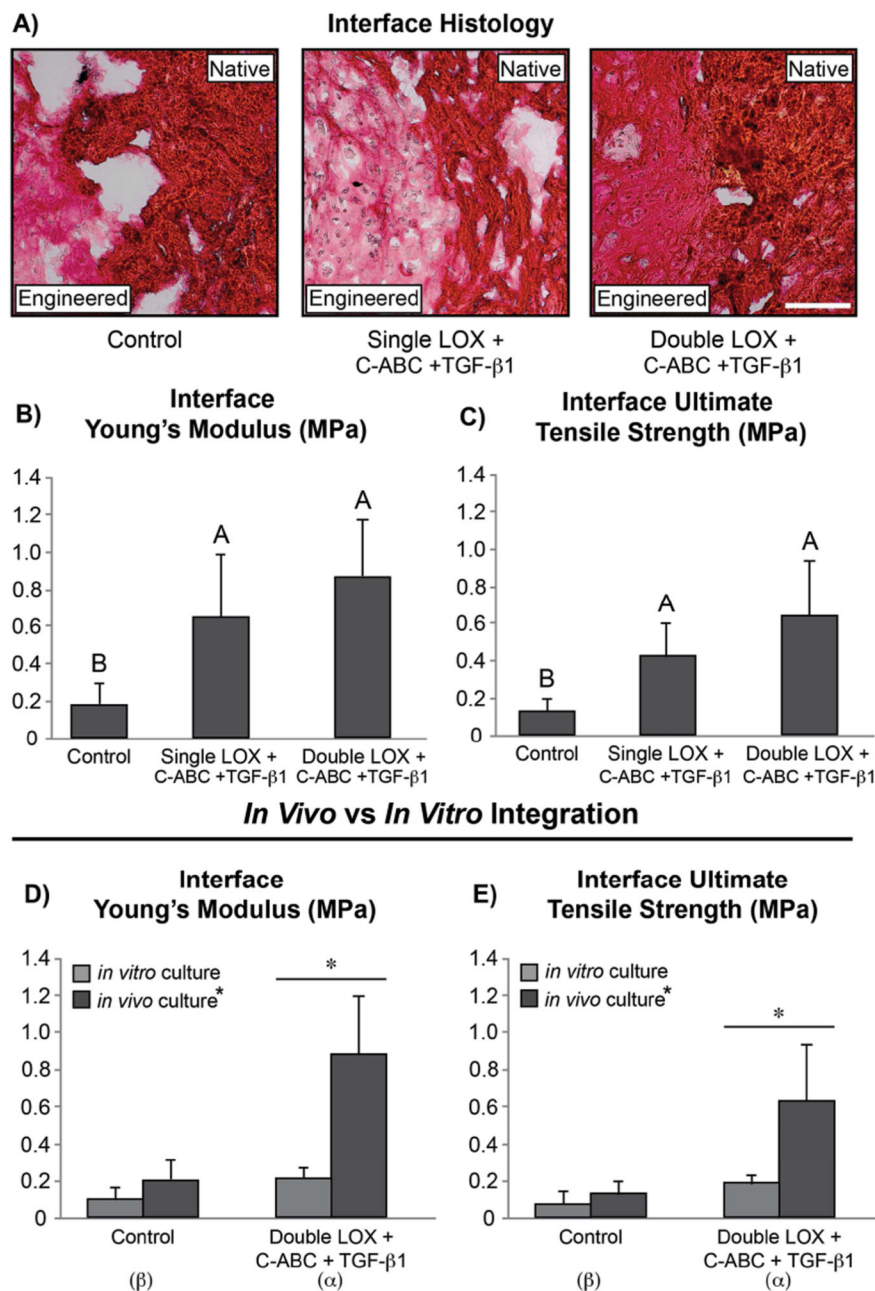 A) Interface Histology
Native Native Native
Engineered Engineered Engineered
Control Single LOX + Double LOX +
C-ABC +TGF-β1 C-ABC +TGF-β1
B) Interface
Young's Modulus (MPa)
1.4
1.2
1.0
0.8
0.6
0.4
0.2
0
B A A
Control Single LOX + Double LOX +
C-ABC +TGF-β1 C-ABC +TGF-β1
C) Interface Ultimate
Tensile Strength (MPa)
1.4
1.2
1.0
0.8
0.6
0.4
0.2
0
B A A
Control Single LOX + Double LOX +
C-ABC +TGF-β1 C-ABC +TGF-β1
In Vivo vs In Vitro Integration
D) Interface
Young's Modulus (MPa)
1.4
1.2
1.0
0.8
0.6
0.4
0.2
0
in vitro culture
in vivo culture*
*
Control Double LOX +
C-ABC + TGF-β1
(β) (α)
E) Interface Ultimate
Tensile Strength (MPa)
1.4
1.2
1.0
0.8
0.6
0.4
0.2
0
in vitro culture
in vivo culture*
*
Control Double LOX +
C-ABC + TGF-β1
(β) (α)